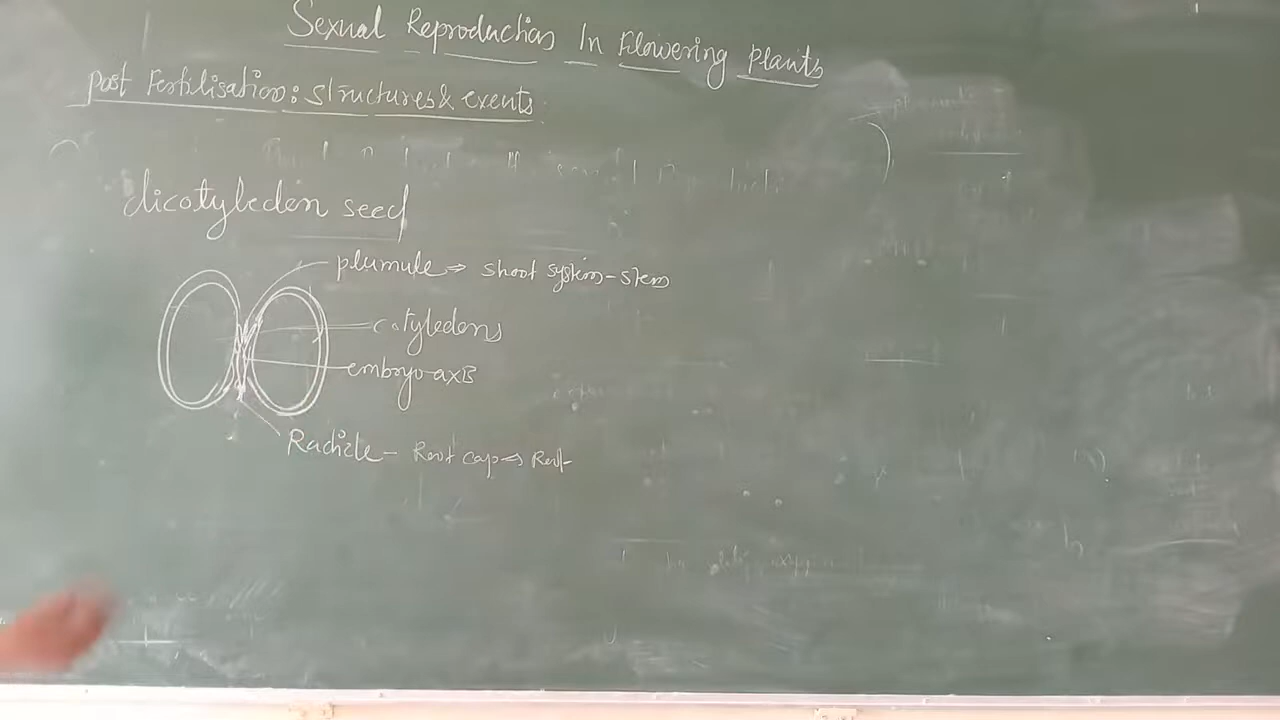 Sexual Reproduction In Flowering Plants
Post Fertilisation: structures & events
dicotyledon seed
plumule ⇒ shoot system - stem
cotyledons
embryo-axis
Radicle - Root cap ⇒ Root